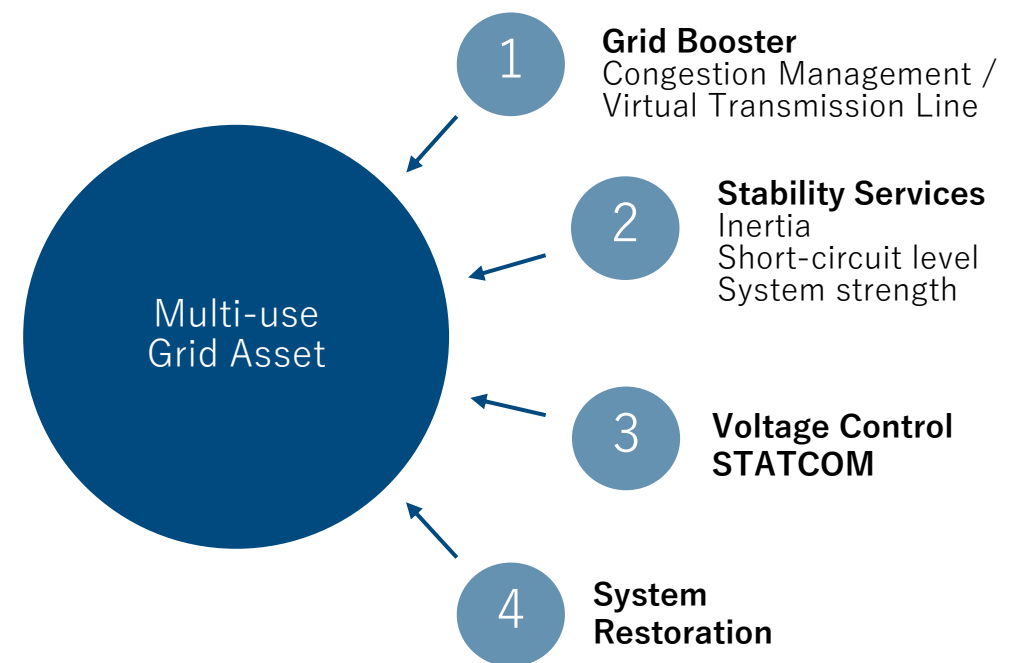 1
Grid Booster
Congestion Management /
Virtual Transmission Line
2
Stability Services
Inertia
Short-circuit level
System strength
Multi-use
Grid Asset
3
Voltage Control
STATCOM
4
System
Restoration